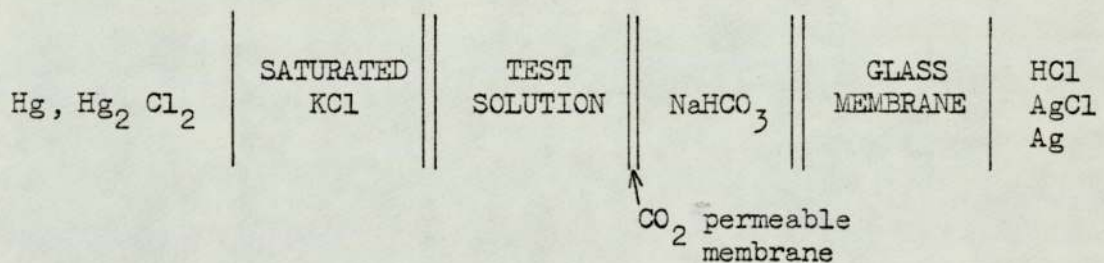 Hg, Hg₂ Cl₂
SATURATED
KCl
TEST
SOLUTION
NaHCO₃
GLASS
MEMBRANE
HCl
AgCl
Ag
CO₂ permeable
membrane